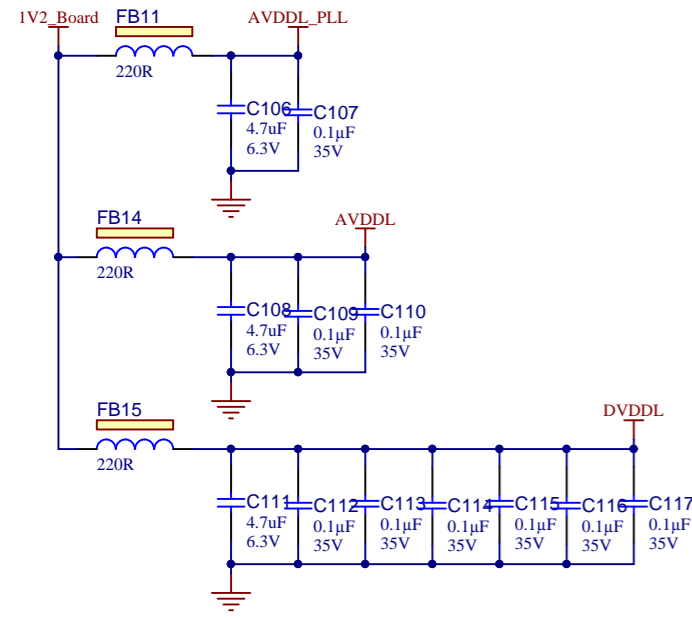 1V2_Board
FB11
AVDDL_PLL
220R
C106
4.7uF
6.3V
C107
0.1µF
35V
FB14
AVDDL
220R
C108
4.7uF
6.3V
C109
0.1µF
35V
C110
0.1µF
35V
FB15
DVDDL
220R
C111
4.7uF
6.3V
C112
0.1µF
35V
C113
0.1µF
35V
C114
0.1µF
35V
C115
0.1µF
35V
C116
0.1µF
35V
C117
0.1µF
35V